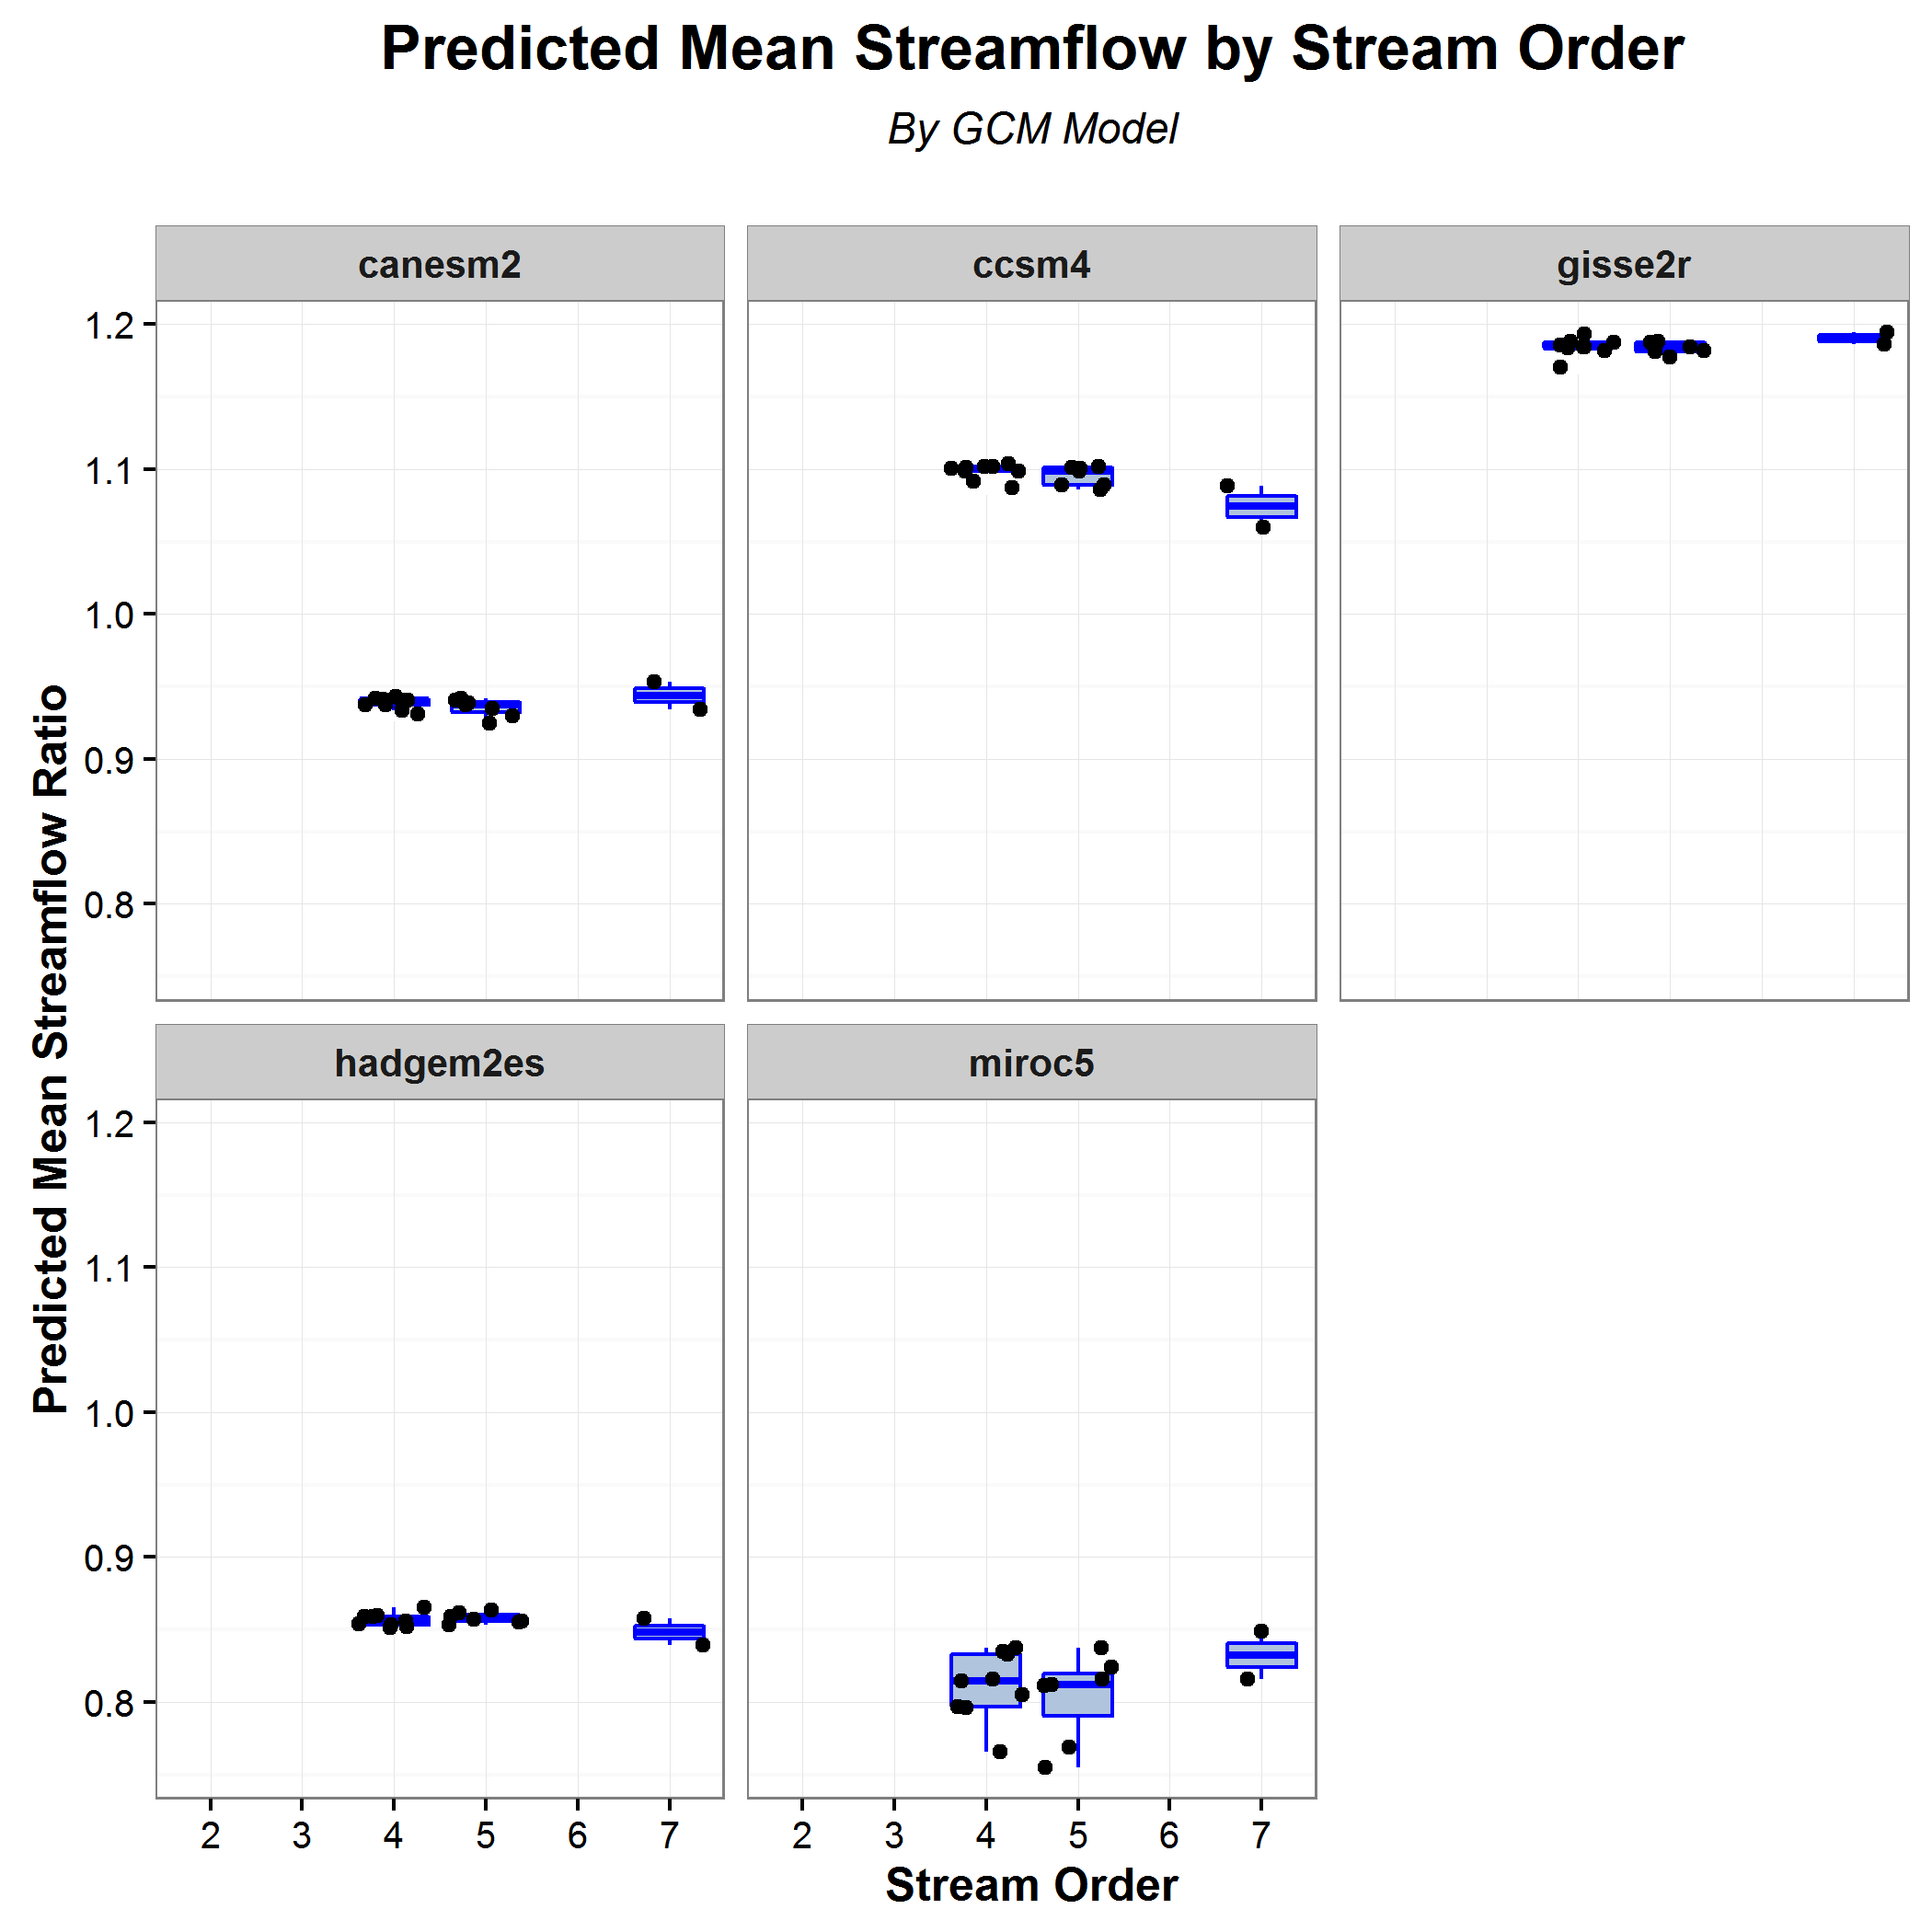 Predicted Mean Streamflow by Stream Order
By GCM Model
canesm2
ccsm4
gisse2r
1.2
1.1
1.0
0.9
0.8
Predicted Mean Streamflow Ratio
hadgem2es
miroc5
1.2
1.1
1.0
0.9
0.8
2 3 4 5 6 7
2 3 4 5 6 7
Stream Order